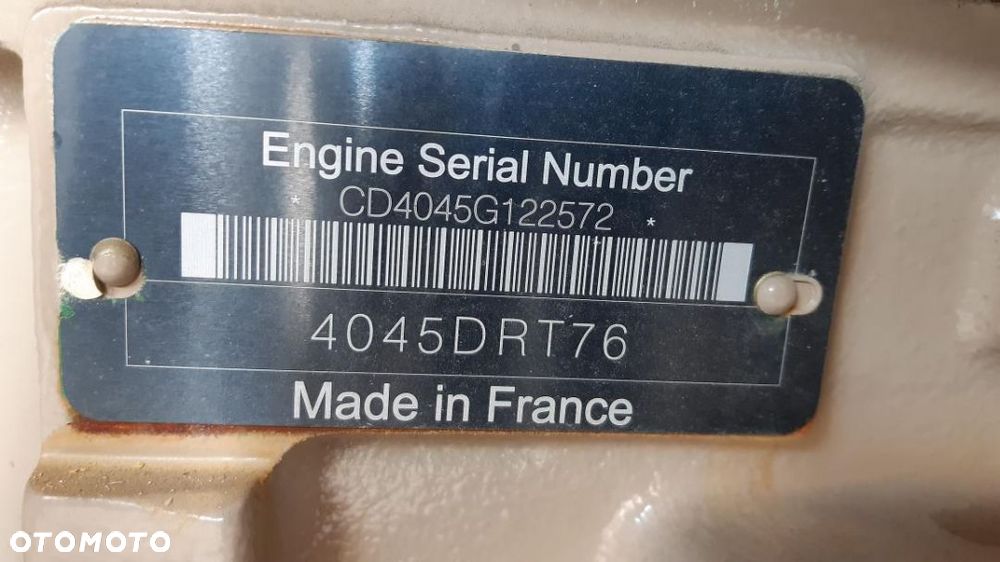 Engine Serial Number
* CD4045G122572 *
4045DRT76
Made in France
OTOMOTO